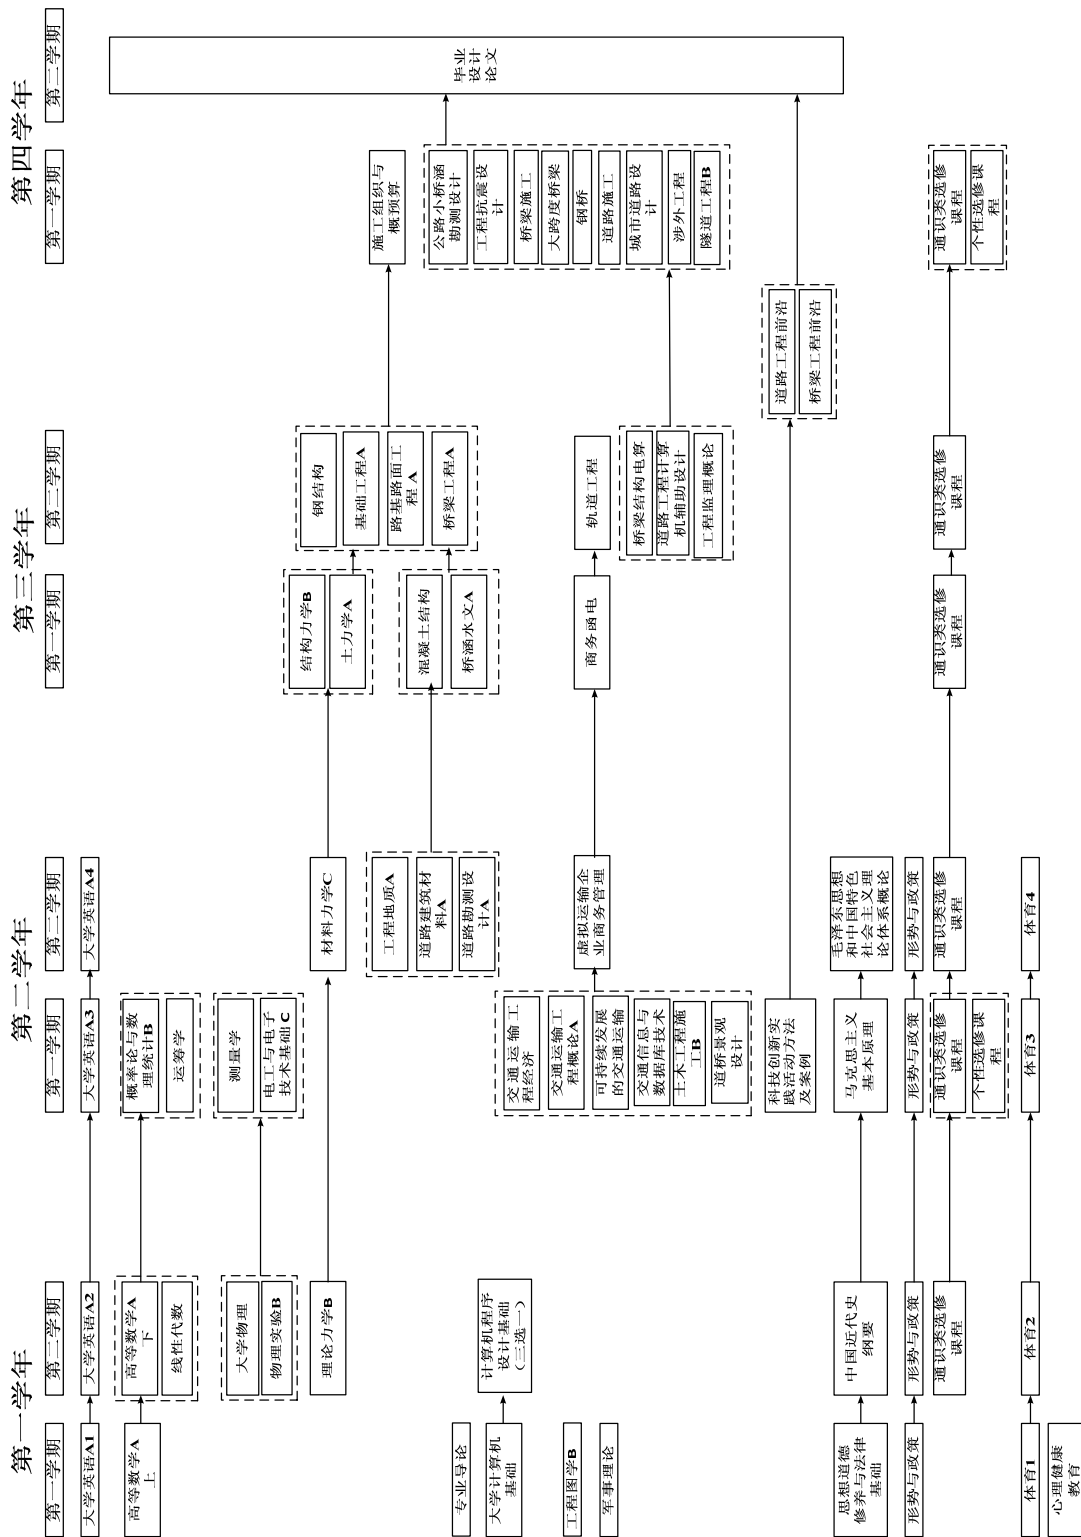 第一学年
第二学年
第三学年
第四学年
第一学期
第二学期
第一学期
第二学期
第一学期
第二学期
第一学期
第二学期
大学英语A1
大学英语A2
大学英语A3
大学英语A4
高等数学A
上
高等数学A
下
线性代数
概率论与数
理统计B
运筹学
大学物理
物理实验B
测量学
电工与电子
技术基础C
理论力学B
材料力学C
结构力学B
土力学A
钢结构
基础工程A
路基路面工
程A
桥梁工程A
施工组织与
概预算
工程地质A
道路建筑材
料A
道路勘测设
计A
混凝土结构
桥涵水文A
公路小桥涵
勘测设计
工程抗震设
计
桥梁施工
大跨度桥梁
钢桥
道路施工
城市道路设
计
涉外工程
隧道工程B
毕业
设计
论文
专业导论
大学计算机
基础
计算机程序
设计基础
(三选一)
工程图学B
军事理论
交通运输工
程经济
交通运输工
程概论A
可持续发展
的交通运输
交通信息与
数据库技术
土木工程施
工B
道桥景观
设计
虚拟运输企
业商务管理
商务函电
轨道工程
桥梁结构电算
道路工程计算
机辅助设计
工程监理概论
科技创新实
践活动方法
及案例
道路工程前沿
桥梁工程前沿
思想道德
修养与法律
基础
中国近代史
纲要
马克思主义
基本原理
毛泽东思想
和中国特色
社会主义理
论体系概论
形势与政策
形势与政策
形势与政策
形势与政策
通识类选修
课程
通识类选修
课程
个性选修课
程
通识类选修
课程
通识类选修
课程
通识类选修
课程
通识类选修
课程
个性选修课
程
体育1
体育2
体育3
体育4
心理健康
教育